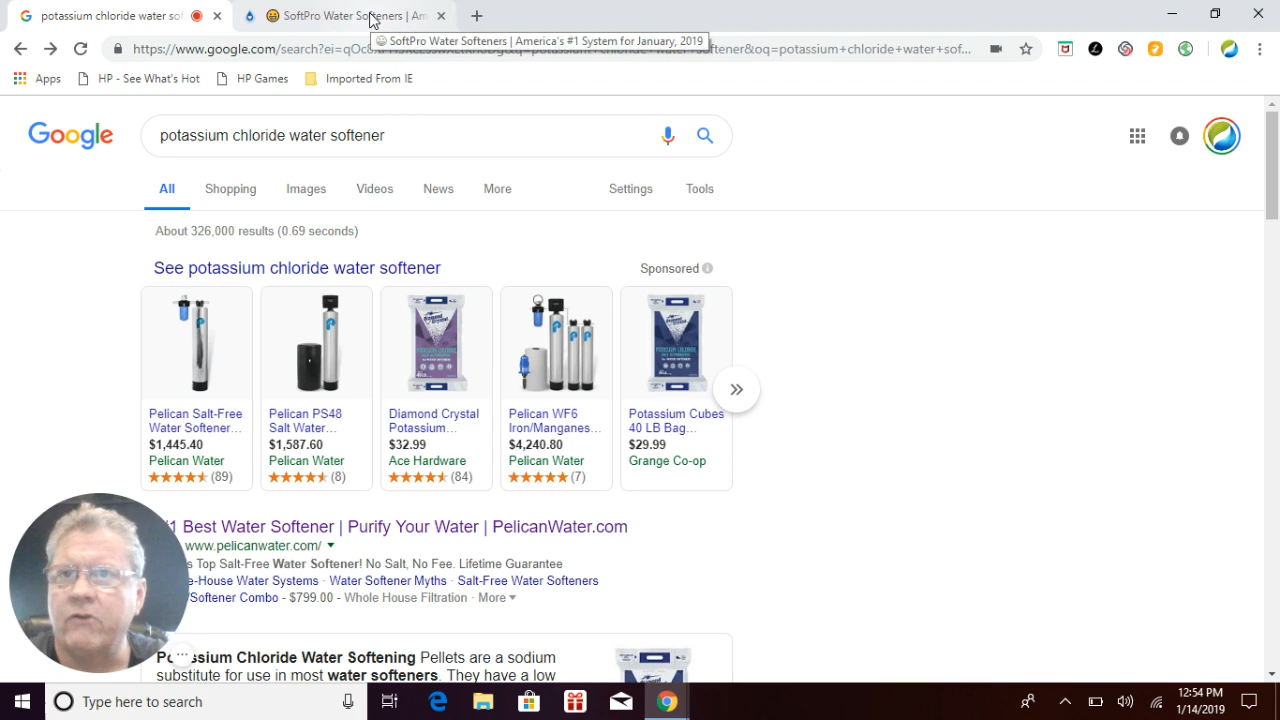 potassium chloride water so
SoftPro Water Softeners | Am
SoftPro Water Softeners | America's #1 System for January, 2019
Apps
HP - See What's Hot
HP Games
Imported From IE
Google
potassium chloride water softener
All
Shopping
Images
Videos
News
More
Settings
Tools
About 326,000 results (0.69 seconds)
See potassium chloride water softener
Sponsored
Pelican Salt-Free
Water Softener...
$1,445.40
Pelican Water
(89)
Pelican PS48
Salt Water...
$1,587.60
Pelican Water
(8)
Diamond Crystal
Potassium...
$32.99
Ace Hardware
(84)
Pelican WF6
Iron/Manganes...
$4,240.80
Pelican Water
(7)
Potassium Cubes
40 LB Bag...
$29.99
Grange Co-op
1 Best Water Softener | Purify Your Water | PelicanWater.com
www.pelicanwater.com/
Top Salt-Free Water Softener! No Salt, No Fee. Lifetime Guarantee
e-House Water Systems · Water Softener Myths · Salt-Free Water Softeners
Softener Combo - $799.00 - Whole House Filtration · More
Potassium Chloride Water Softening Pellets are a sodium
substitute for use in most water softeners. They have a low
Type here to search
12:54 PM
1/14/2019